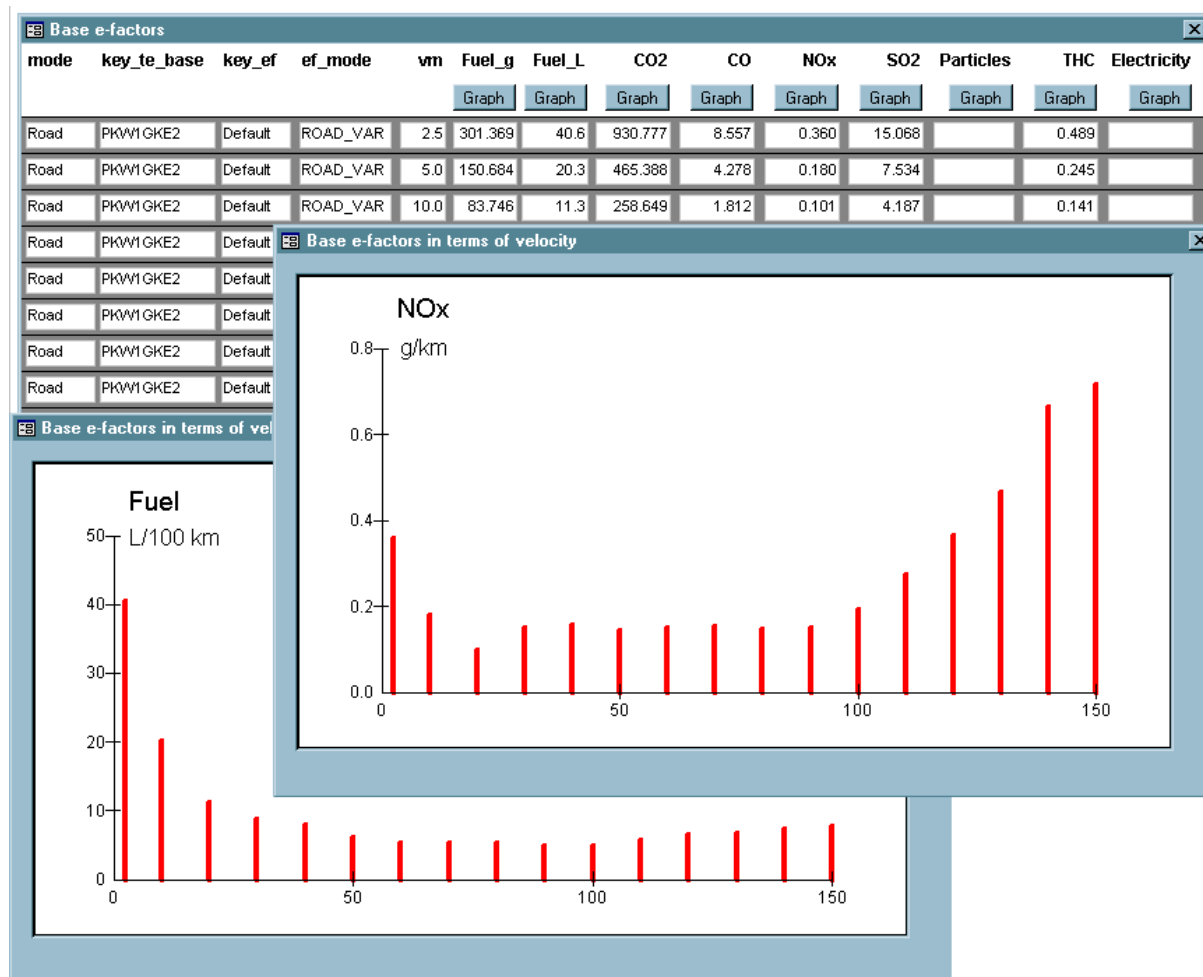 Base e-factors
mode key_te_base key_ef ef_mode vm Fuel_g Fuel_L CO2 CO NOx SO2 Particles THC Electricity
Graph Graph Graph Graph Graph Graph Graph Graph Graph
Road PKW1GKE2 Default ROAD_VAR 2.5 301.369 40.6 930.777 8.557 0.360 15.068 0.489
Road PKW1GKE2 Default ROAD_VAR 5.0 150.684 20.3 465.388 4.278 0.180 7.534 0.245
Road PKW1GKE2 Default ROAD_VAR 10.0 83.746 11.3 258.649 1.812 0.101 4.187 0.141
Road PKW1GKE2 Default
Road PKW1GKE2 Default
Road PKW1GKE2 Default
Road PKW1GKE2 Default
Road PKW1GKE2 Default
Base e-factors in terms of velocity
NOx
g/km
0.8
0.6
0.4
0.2
0.0
0 50 100 150
Base e-factors in terms of vel
Fuel
L/100 km
50
40
30
20
10
0
0 50 100 150